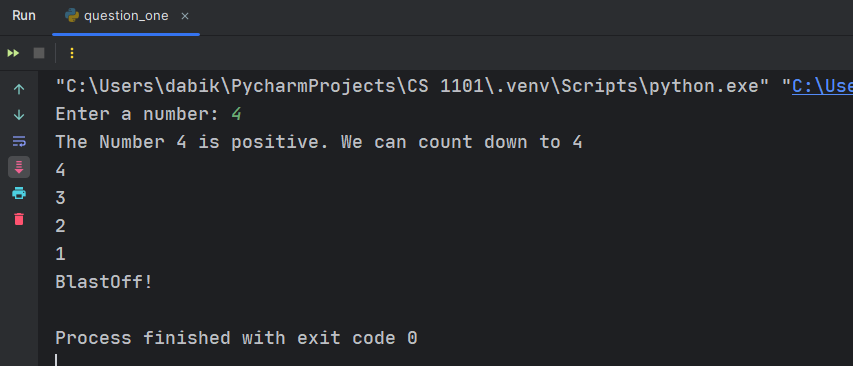 Run question_one
"C:\Users\dabik\PycharmProjects\CS 1101\.venv\Scripts\python.exe" "C:\Use
Enter a number: 4
The Number 4 is positive. We can count down to 4
4
3
2
1
BlastOff!
Process finished with exit code 0